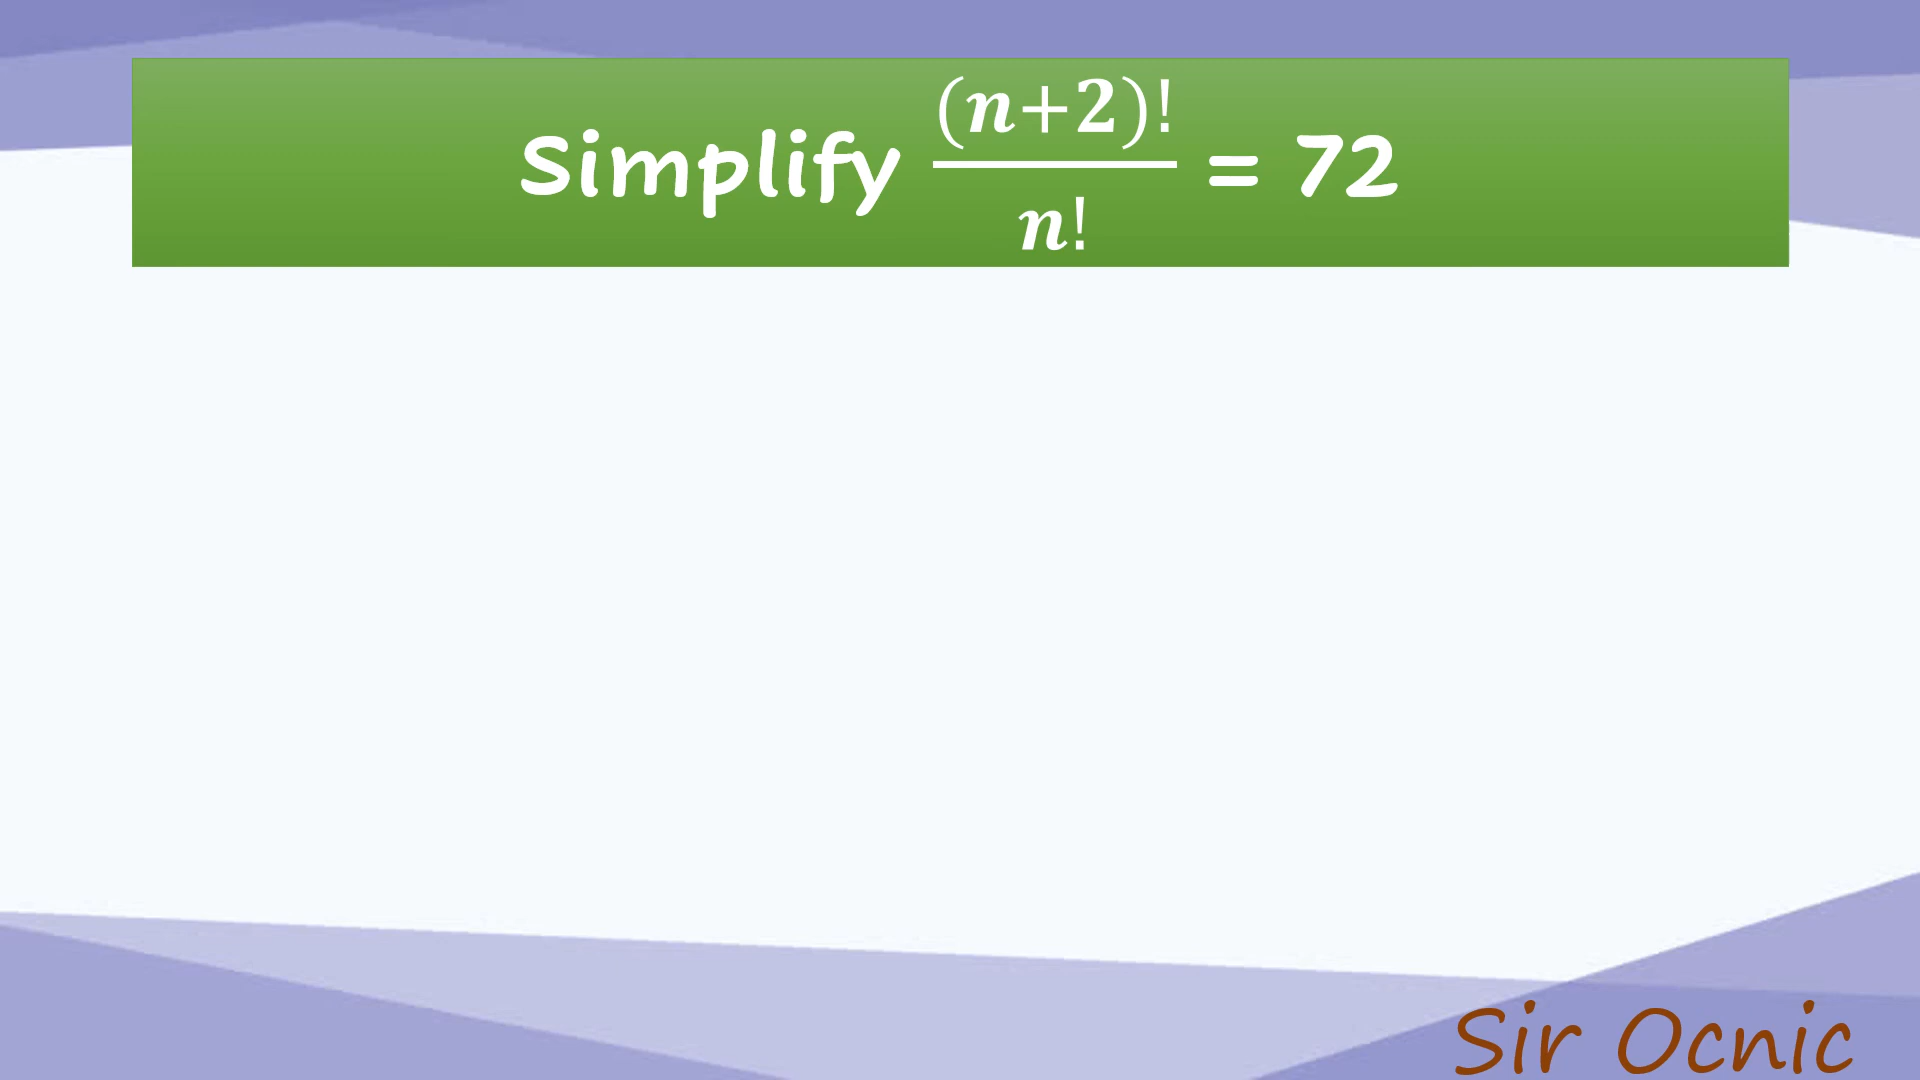 Simplify (n+2)!/n! = 72
Sir Ocnic